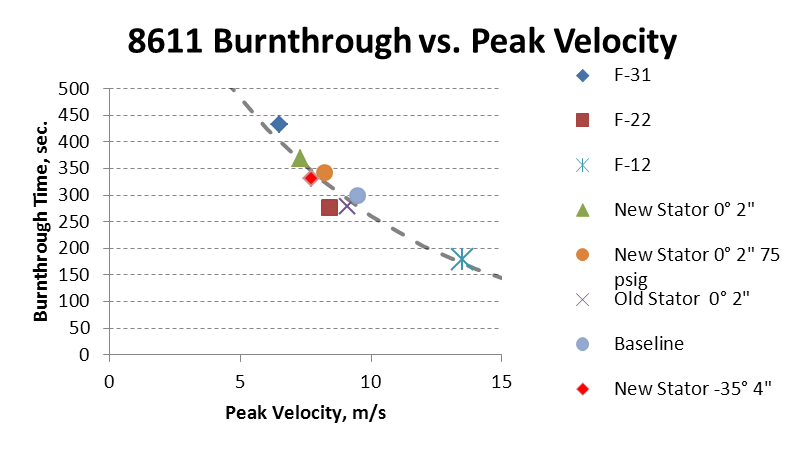 8611 Burnthrough vs. Peak Velocity
Burnthrough Time, sec.
500
450
400
350
300
250
200
150
100
50
0
0 5 10 15
Peak Velocity, m/s
F-31
F-22
F-12
New Stator 0° 2"
New Stator 0° 2" 75
psig
Old Stator 0° 2"
Baseline
New Stator -35° 4"